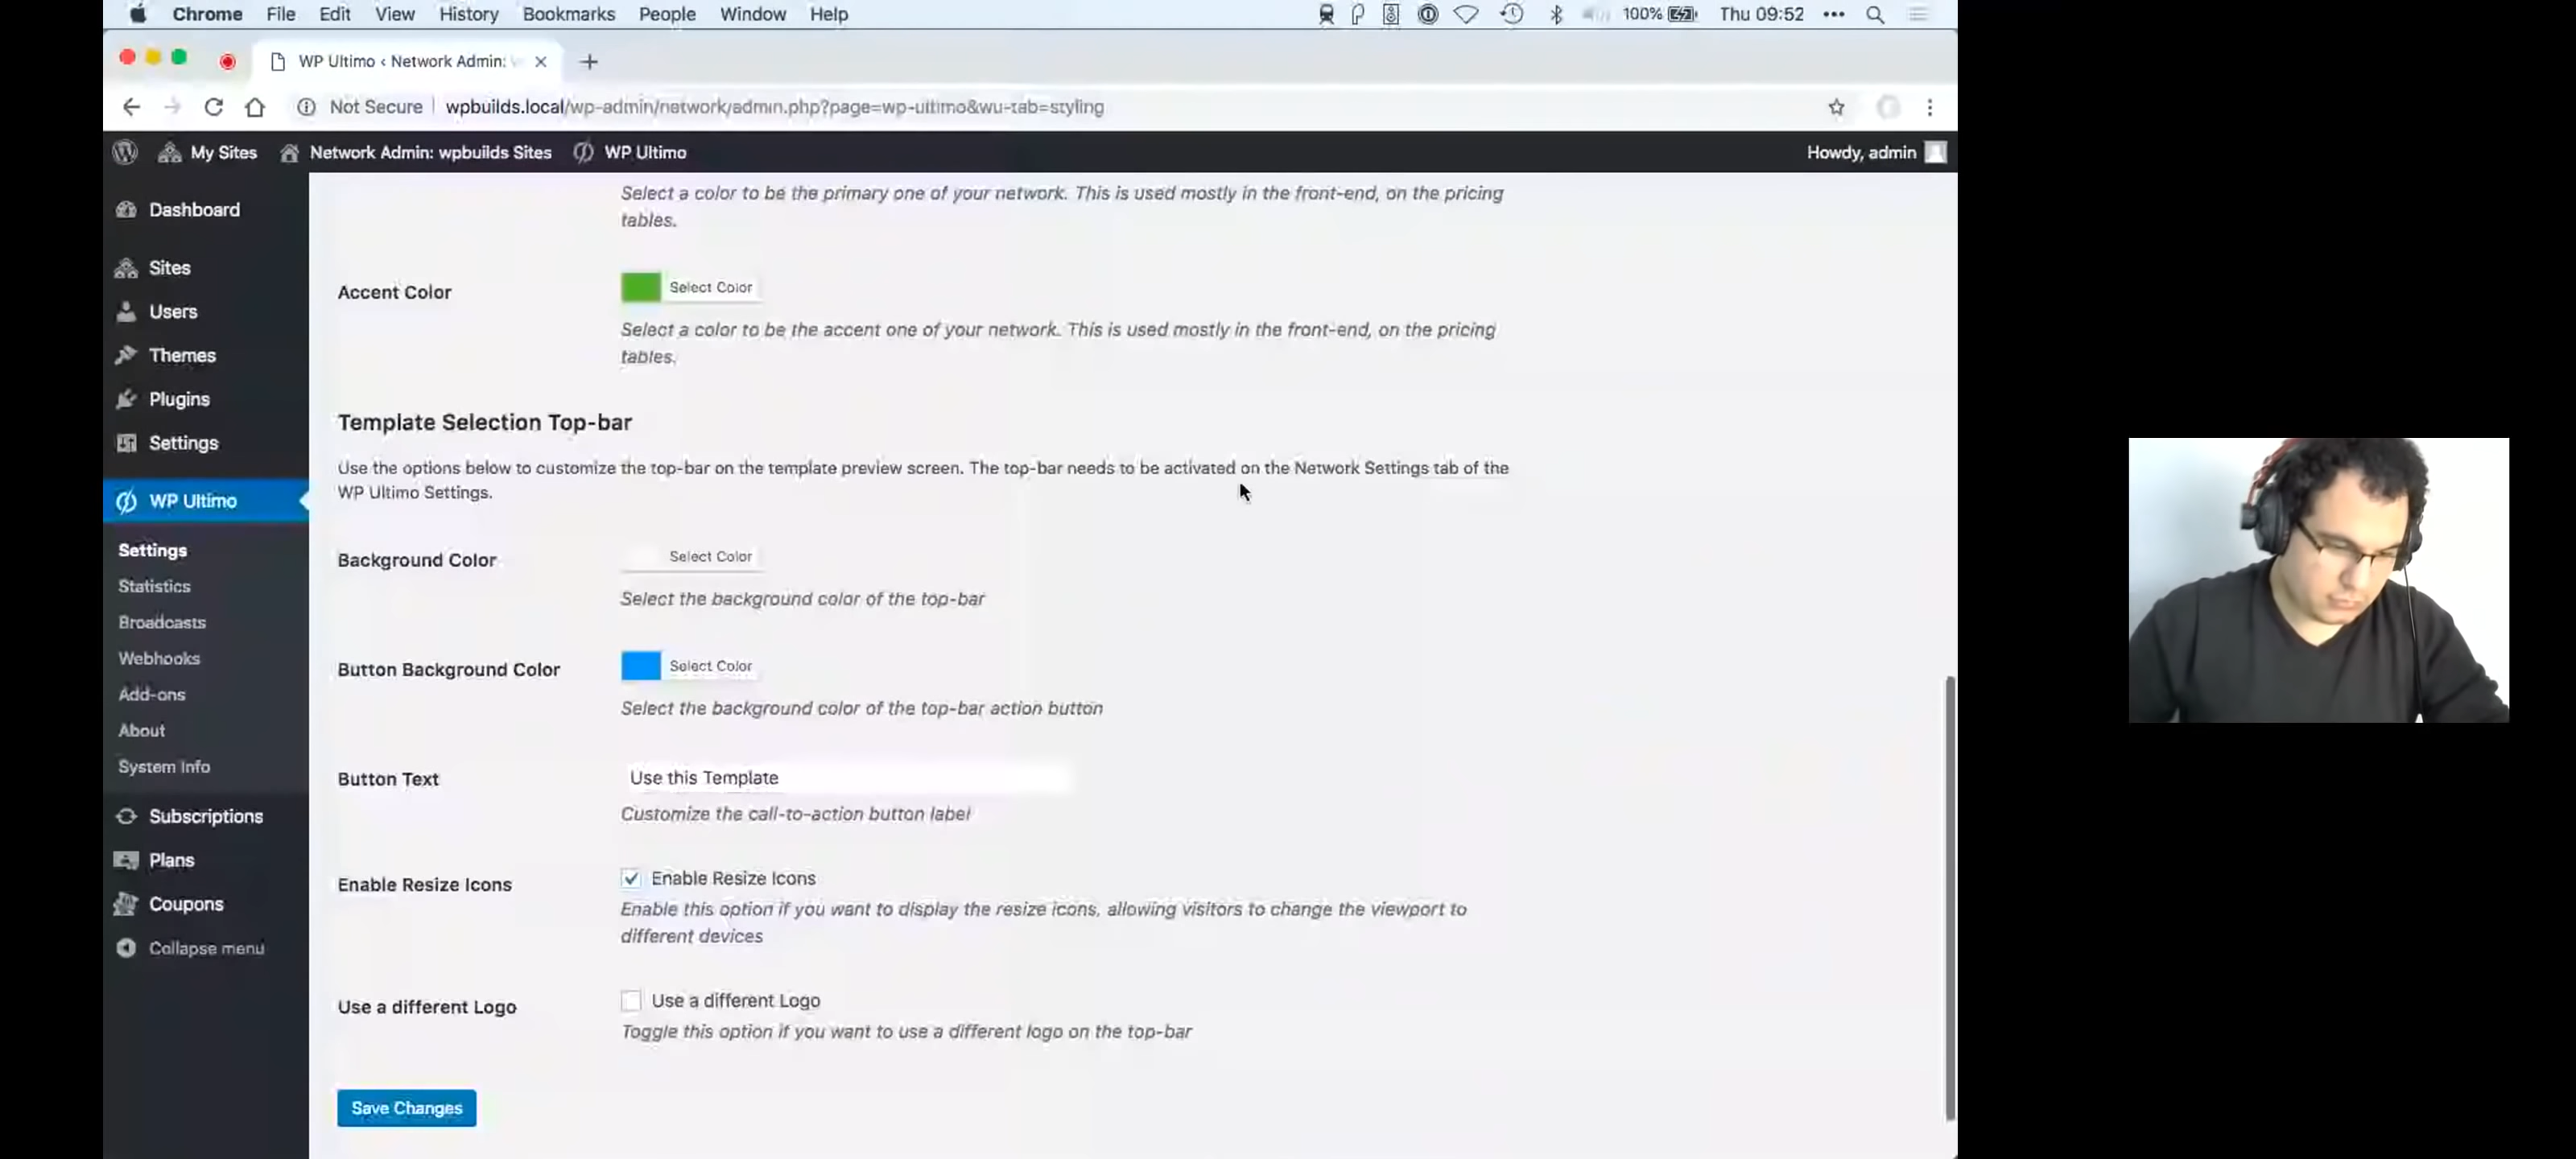 Chrome File Edit View History Bookmarks People Window Help 100% Thu 09:52
WP Ultimo ‹ Network Admin:
Not Secure wpbuilds.local/wp-admin/network/admin.php?page=wp-ultimo&wu-tab=styling
My Sites Network Admin: wpbuilds Sites WP Ultimo Howdy, admin
Dashboard
Sites
Users
Themes
Plugins
Settings
WP Ultimo
Settings
Statistics
Broadcasts
Webhooks
Add-ons
About
System Info
Subscriptions
Plans
Coupons
Collapse menu
Select a color to be the primary one of your network. This is used mostly in the front-end, on the pricing
tables.
Accent Color
Select Color
Select a color to be the accent one of your network. This is used mostly in the front-end, on the pricing
tables.
Template Selection Top-bar
Use the options below to customize the top-bar on the template preview screen. The top-bar needs to be activated on the Network Settings tab of the
WP Ultimo Settings.
Background Color
Select Color
Select the background color of the top-bar
Button Background Color
Select Color
Select the background color of the top-bar action button
Button Text
Use this Template
Customize the call-to-action button label
Enable Resize Icons
Enable Resize Icons
Enable this option if you want to display the resize icons, allowing visitors to change the viewport to
different devices
Use a different Logo
Use a different Logo
Toggle this option if you want to use a different logo on the top-bar
Save Changes